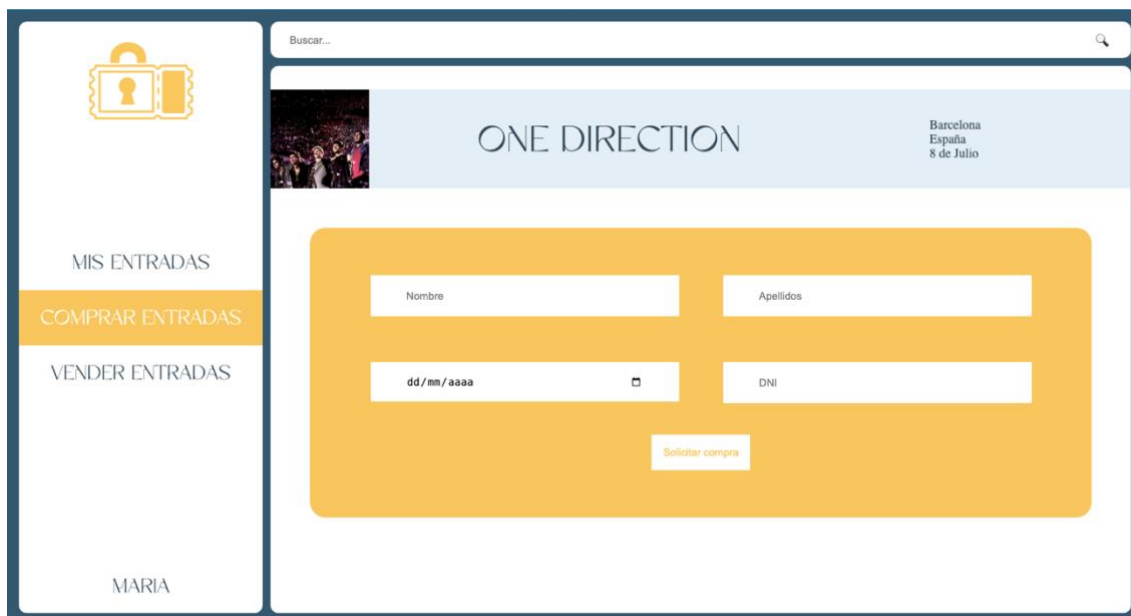 Buscar...
ONE DIRECTION
Barcelona
España
8 de Julio
MIS ENTRADAS
COMPRAR ENTRADAS
VENDER ENTRADAS
MARIA
Nombre
Apellidos
dd/mm/aaaa
DNI
Solicitar compra